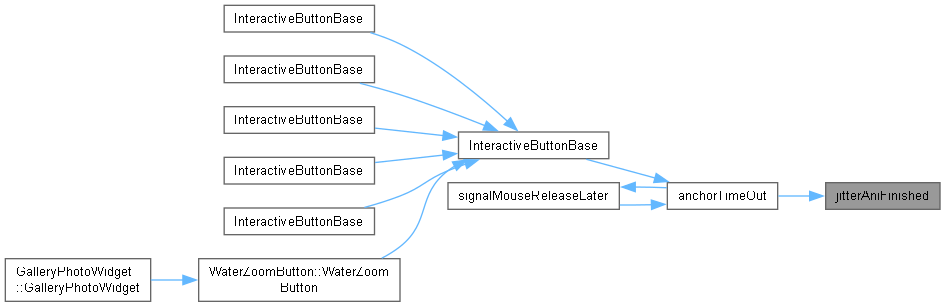 InteractiveButtonBase
InteractiveButtonBase
InteractiveButtonBase
InteractiveButtonBase
InteractiveButtonBase
InteractiveButtonBase
signalMouseReleaseLater
anchorTimeOut
jitterAniFinished
GalleryPhotoWidget
::GalleryPhotoWidget
WaterZoomButton::WaterZoom
Button